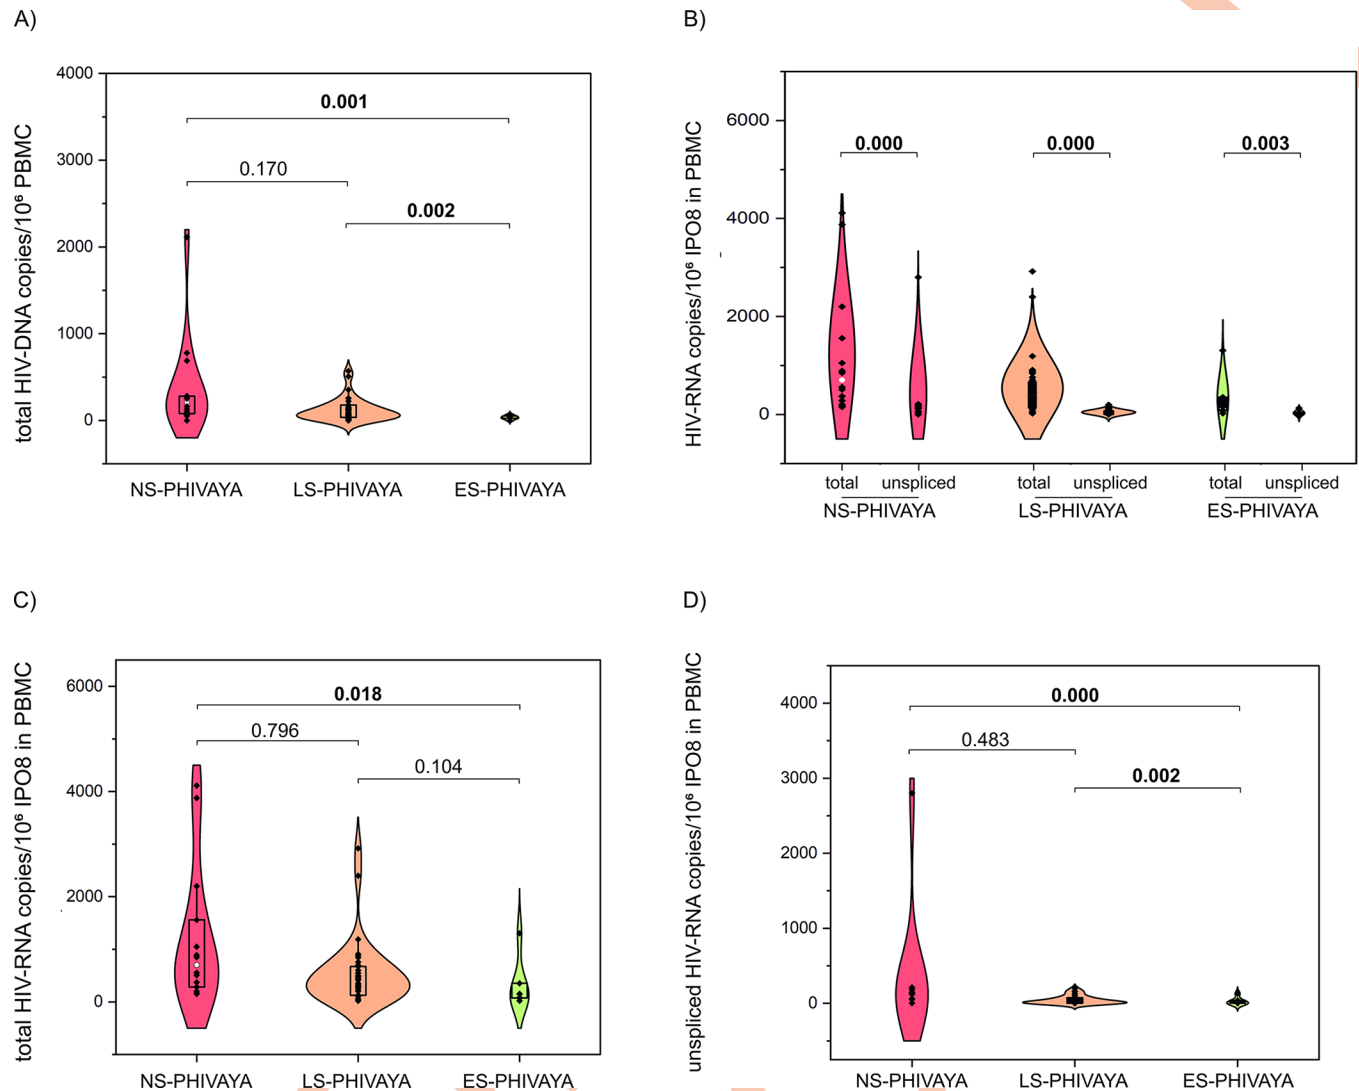 A)
total HIV-DNA copies/10⁶ PBMC
4000
3000
2000
1000
0
0.001
0.170
0.002
NS-PHIVAYA LS-PHIVAYA ES-PHIVAYA
B)
HIV-RNA copies/10⁶ IPO8 in PBMC
6000
4000
2000
0
0.000 0.000 0.003
total unspliced total unspliced total unspliced
NS-PHIVAYA LS-PHIVAYA ES-PHIVAYA
C)
total HIV-RNA copies/10⁶ IPO8 in PBMC
6000
4000
2000
0
0.018
0.796
0.104
NS-PHIVAYA LS-PHIVAYA ES-PHIVAYA
D)
unspliced HIV-RNA copies/10⁶ IPO8 in PBMC
4000
3000
2000
1000
0
0.000
0.483
0.002
NS-PHIVAYA LS-PHIVAYA ES-PHIVAYA